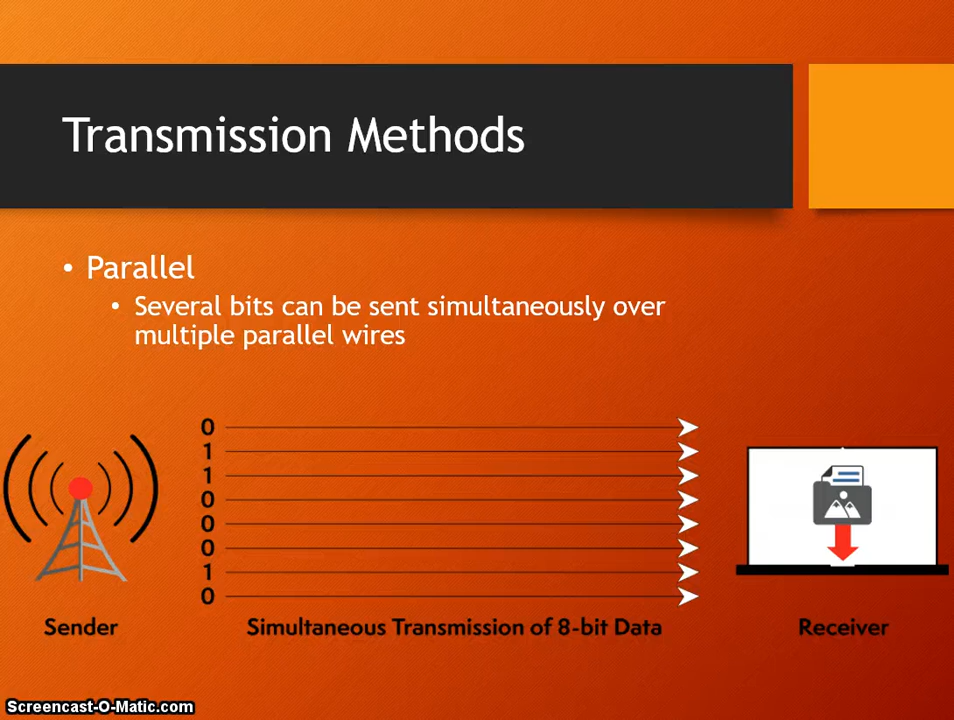 Transmission Methods
• Parallel
• Several bits can be sent simultaneously over
multiple parallel wires
0
1
1
0
0
0
1
0
Sender
Simultaneous Transmission of 8-bit Data
Receiver
Screencast-O-Matic.com